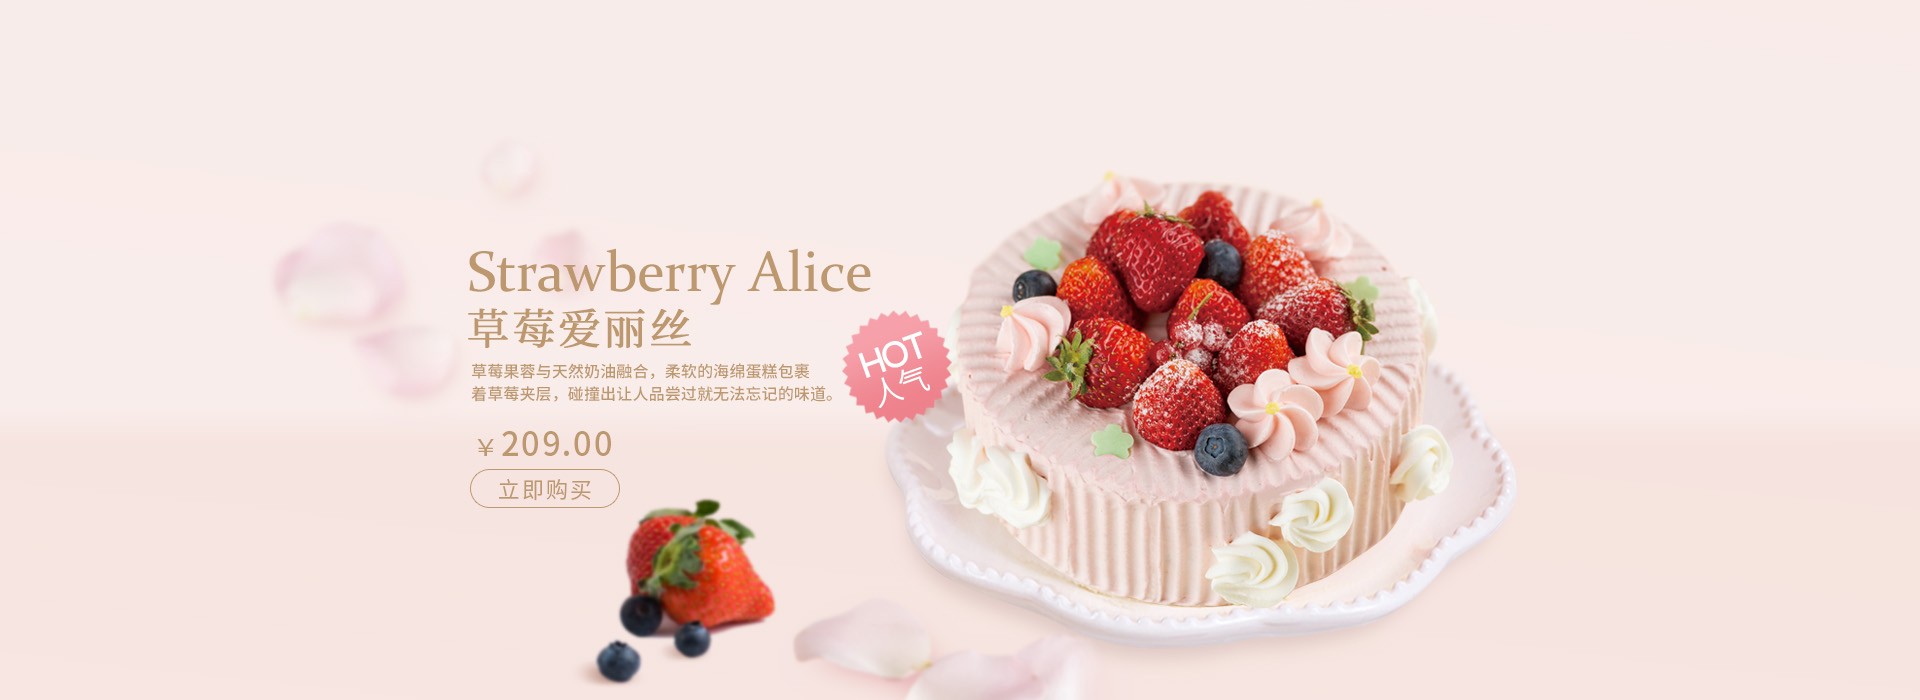 Strawberry Alice
草莓爱丽丝
草莓果蓉与天然奶油融合，柔软的海绵蛋糕包裹
着草莓夹层，碰撞出让人品尝过就无法忘记的味道。
HOT
人气
￥209.00
立即购买